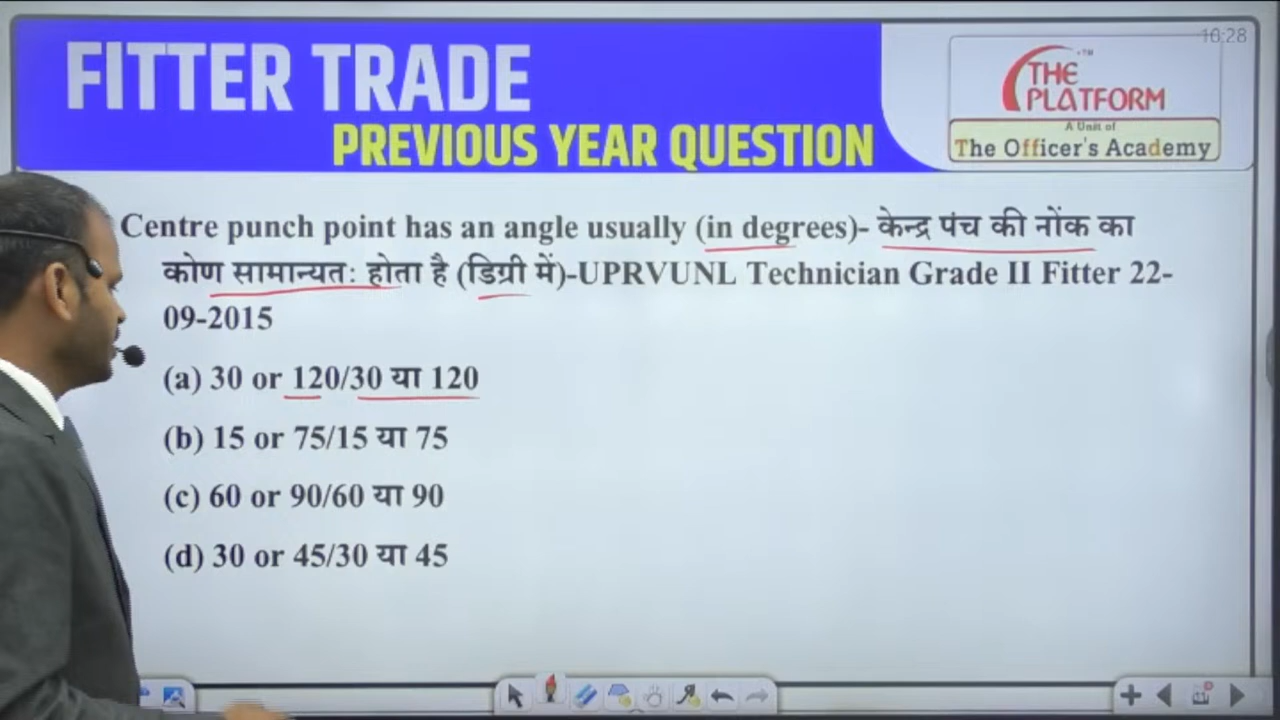 10:28
FITTER TRADE
PREVIOUS YEAR QUESTION
THE
PLATFORM
A Unit of
The Officer's Academy
Centre punch point has an angle usually (in degrees)- केन्द्र पंच की नोंक का
कोण सामान्यतः होता है (डिग्री में)-UPRVUNL Technician Grade II Fitter 22-
09-2015
(a) 30 or 120/30 या 120
(b) 15 or 75/15 या 75
(c) 60 or 90/60 या 90
(d) 30 or 45/30 या 45